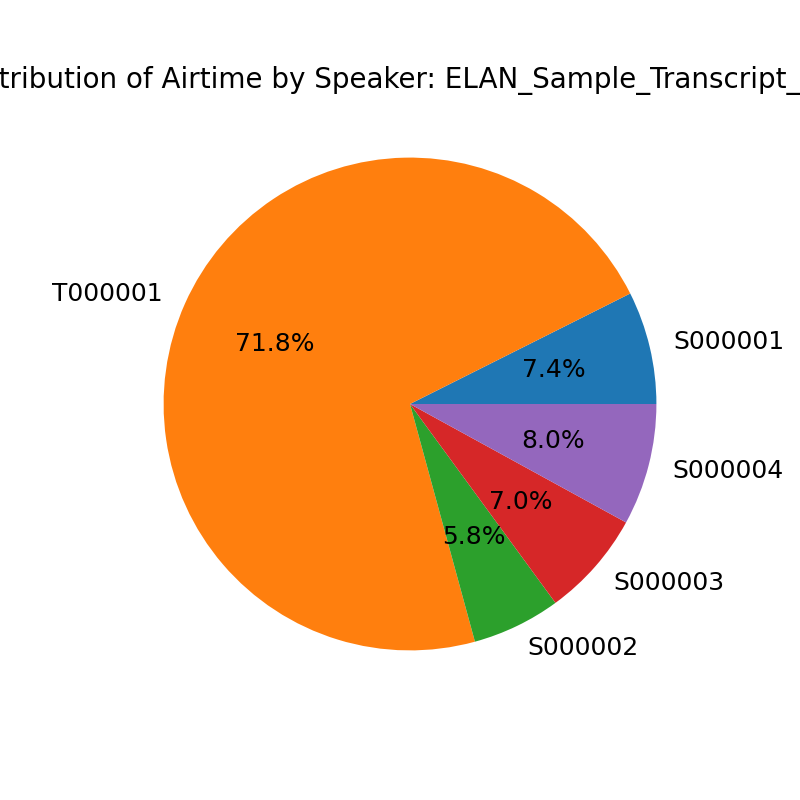 tribution of Airtime by Speaker: ELAN_Sample_Transcript_
T000001
71.8%
S000001
7.4%
8.0%
S000004
7.0%
5.8%
S000003
S000002